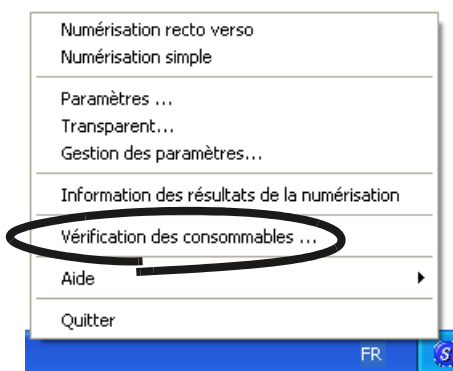 Numérisation recto verso
Numérisation simple
Paramètres ...
Transparent...
Gestion des paramètres...
Information des résultats de la numérisation
Vérification des consommables ...
Aide
Quitter
FR
S